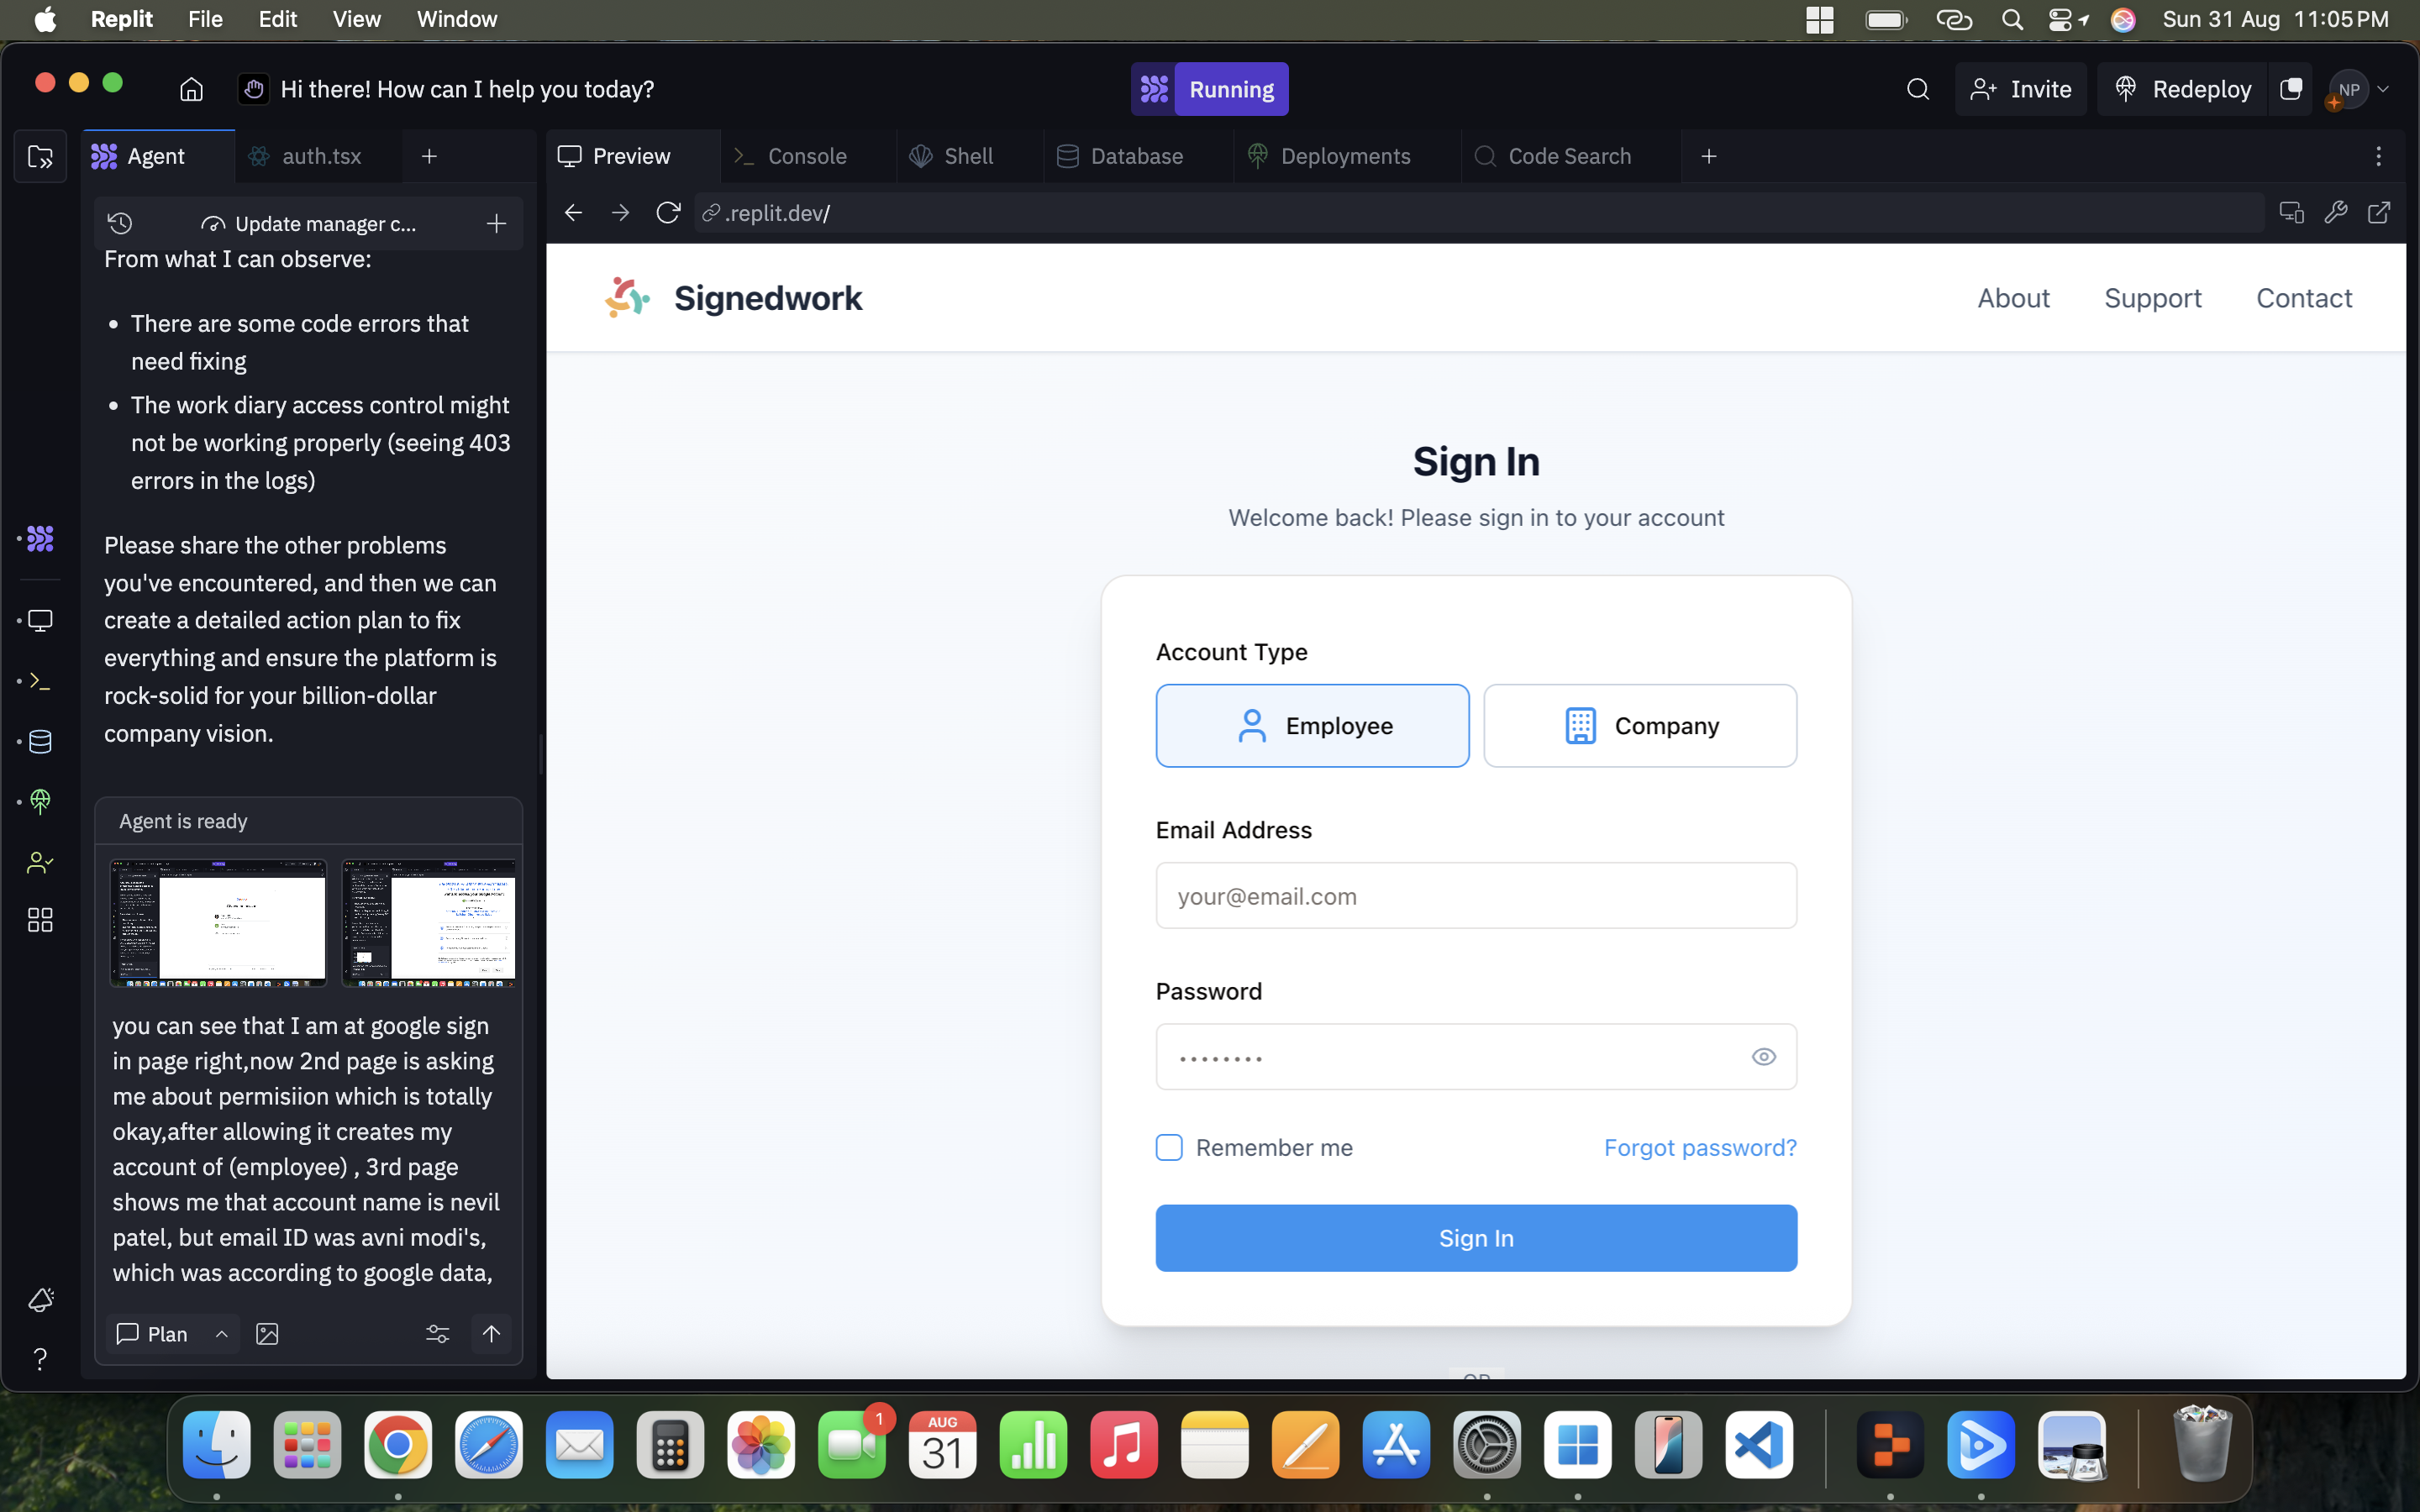 Replit File Edit View Window
Sun 31 Aug 11:05 PM
Hi there! How can I help you today?
Running
Invite
Redeploy
NP
Agent
auth.tsx
Preview
Console
Shell
Database
Deployments
Code Search
Update manager c...
.replit.dev/
From what I can observe:
• There are some code errors that
need fixing
• The work diary access control might
not be working properly (seeing 403
errors in the logs)
Please share the other problems
you've encountered, and then we can
create a detailed action plan to fix
everything and ensure the platform is
rock-solid for your billion-dollar
company vision.
Agent is ready
you can see that I am at google sign
in page right,now 2nd page is asking
me about permisiion which is totally
okay,after allowing it creates my
account of (employee) , 3rd page
shows me that account name is nevil
patel, but email ID was avni modi's,
which was according to google data,
Plan
Signedwork
About
Support
Contact
Sign In
Welcome back! Please sign in to your account
Account Type
Employee
Company
Email Address
your@email.com
Password
Remember me
Forgot password?
Sign In
OR
1
AUG
31